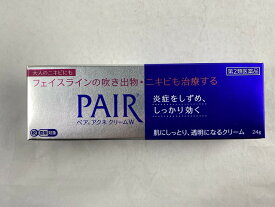 大人のニキビにも
フェイスラインの吹き出物・ニキビも治療する
第2類医薬品
PAIR
ペア® アクネ クリームW
炎症をしずめ、
しっかり効く
肌にしっとり、透明になるクリーム
24g